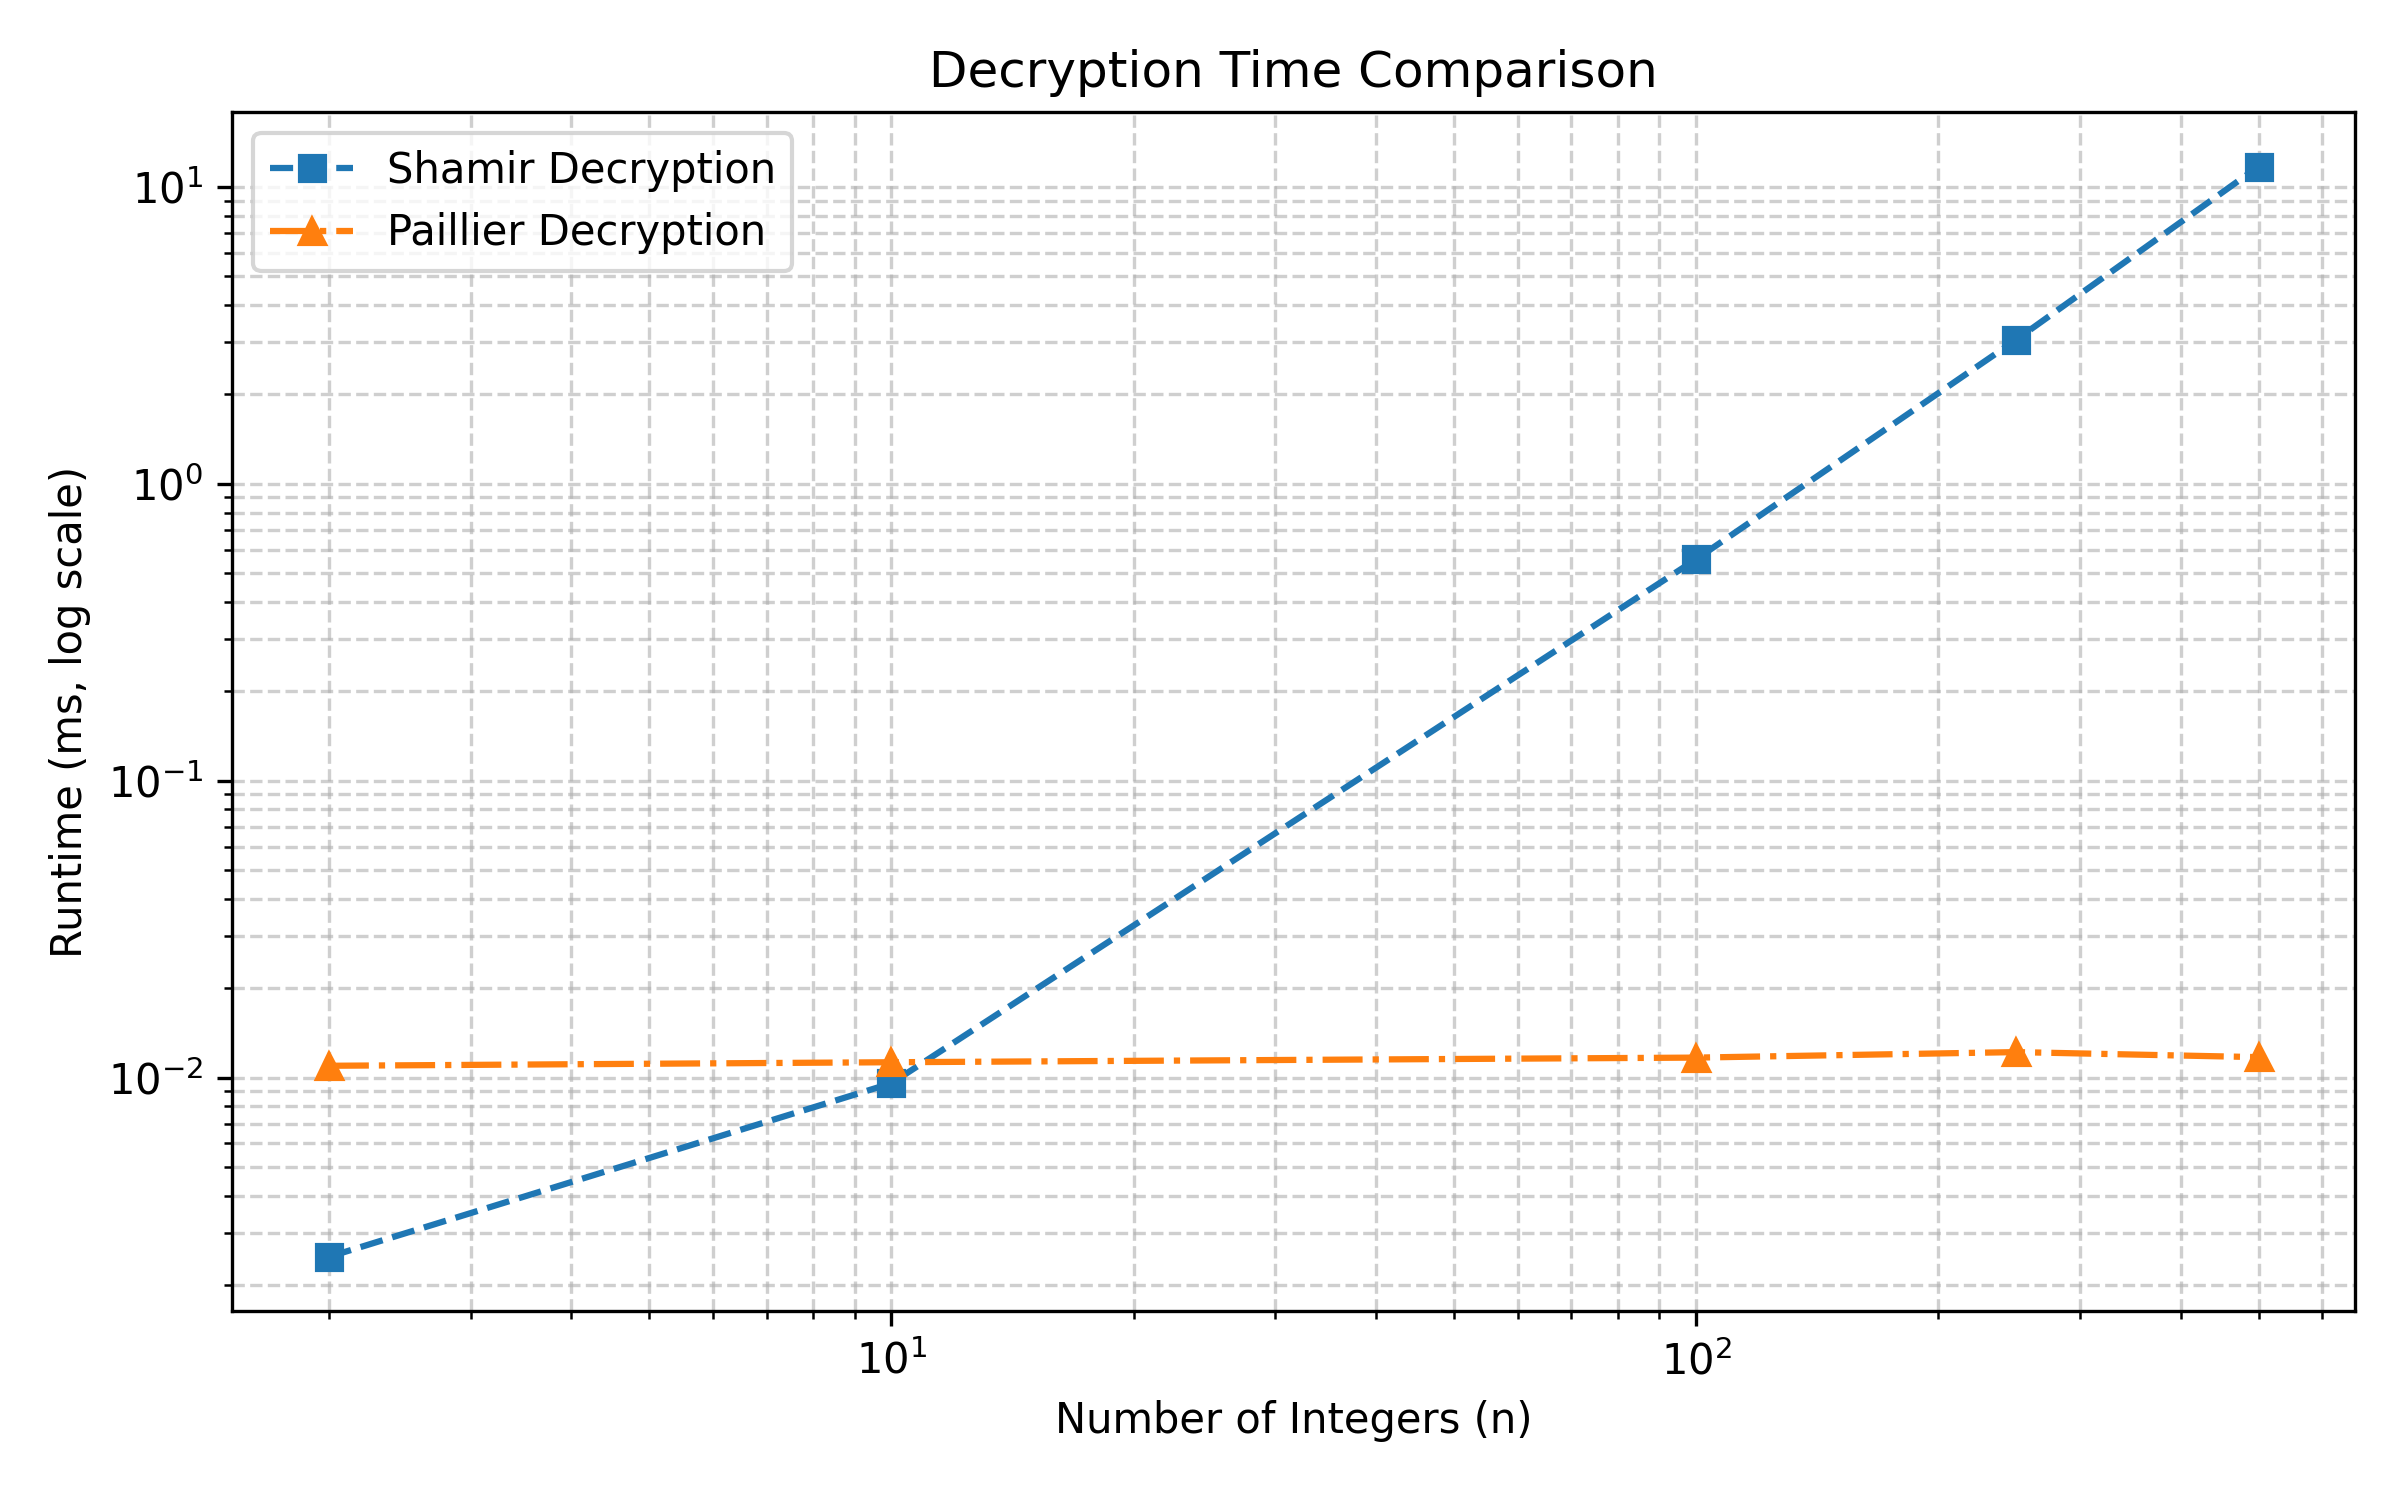 Decryption Time Comparison
Shamir Decryption
Paillier Decryption
Runtime (ms, log scale)
10¹
10⁰
10⁻¹
10⁻²
10¹ 10²
Number of Integers (n)